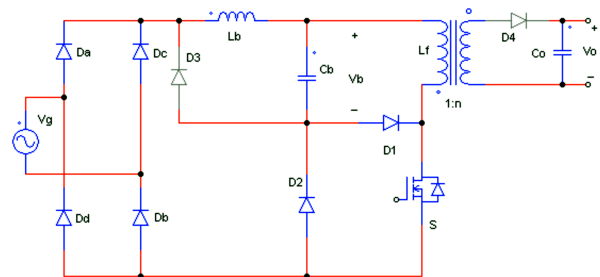 Da
Dc
D3
Lb
+
Cb
Vb
–
Lf
1:n
D4
Co
+
Vo
–
Vg
D1
D2
Dd
Db
S